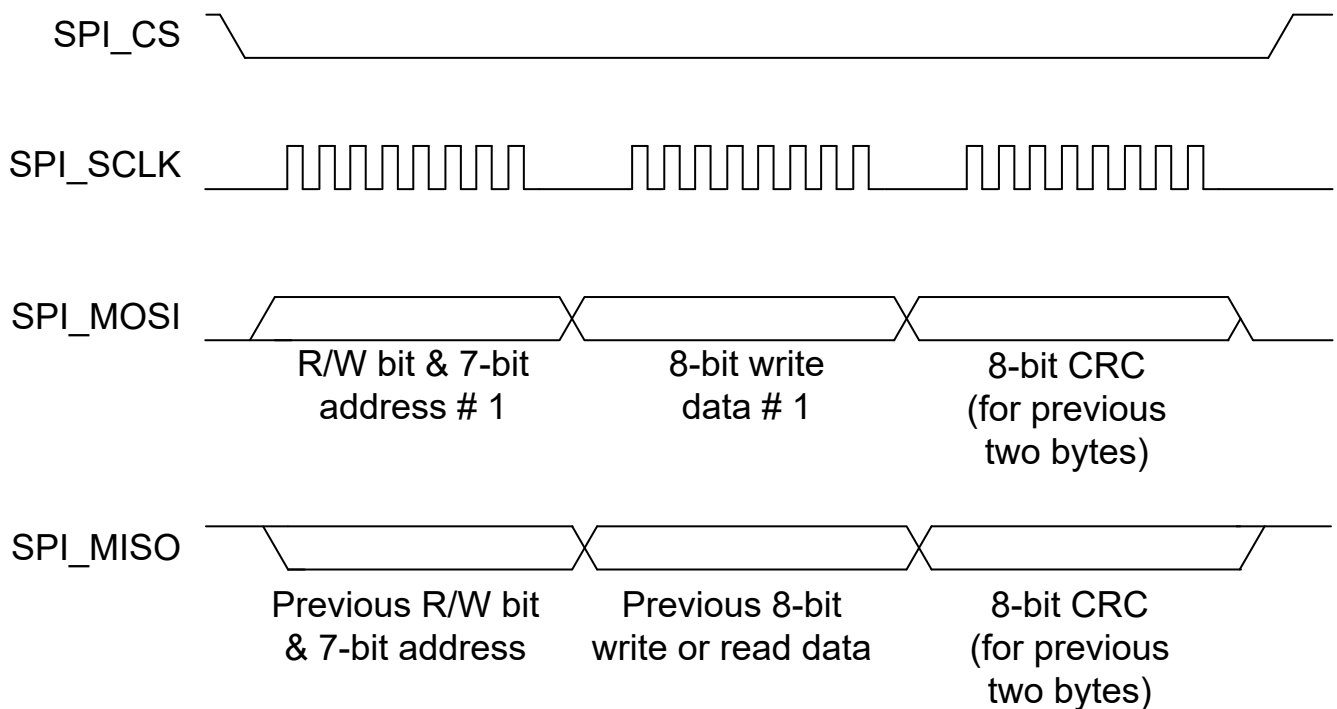 SPI_CS
SPI_SCLK
SPI_MOSI
R/W bit & 7-bit
address # 1
8-bit write
data # 1
8-bit CRC
(for previous
two bytes)
SPI_MISO
Previous R/W bit
& 7-bit address
Previous 8-bit
write or read data
8-bit CRC
(for previous
two bytes)